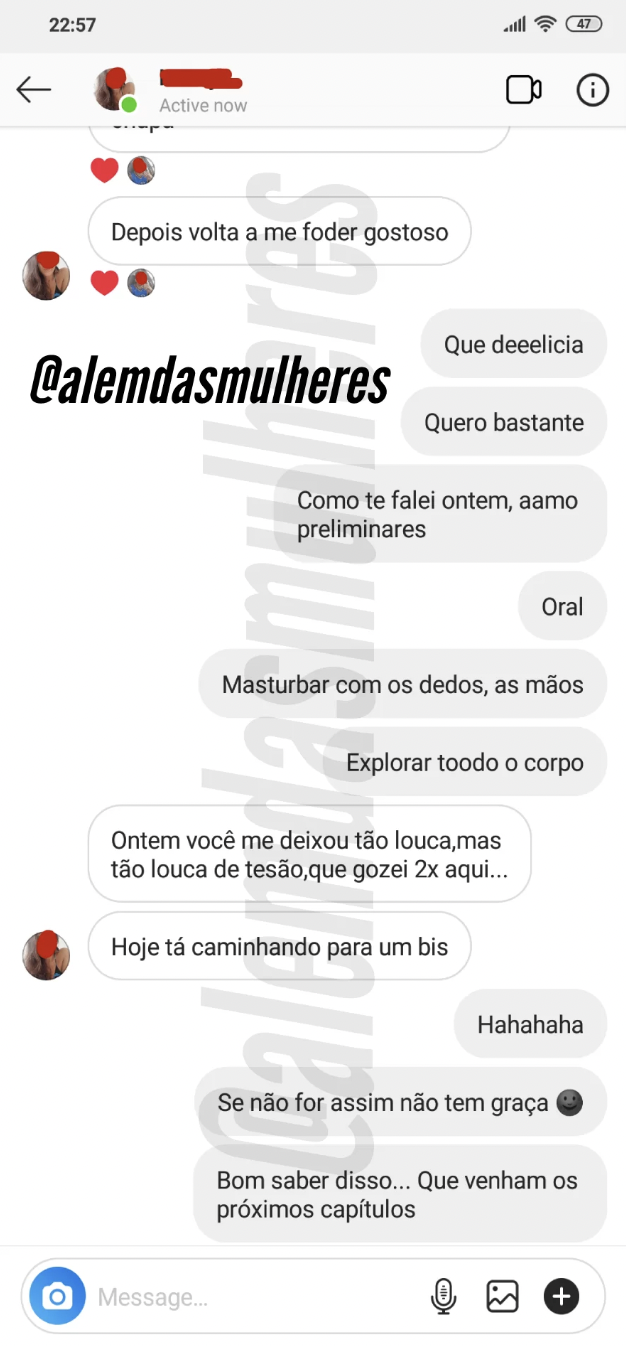 22:57
47
Active now
chupa
Depois volta a me foder gostoso
Que deeelicia
@alemdasmulheres
Quero bastante
Como te falei ontem, aamo
preliminares
Oral
Masturbar com os dedos, as mãos
Explorar toodo o corpo
Ontem você me deixou tão louca,mas
tão louca de tesão,que gozei 2x aqui...
Hoje tá caminhando para um bis
Hahahaha
Se não for assim não tem graça 🌚
Bom saber disso... Que venham os
próximos capítulos
Message...
@alemdasmulheres